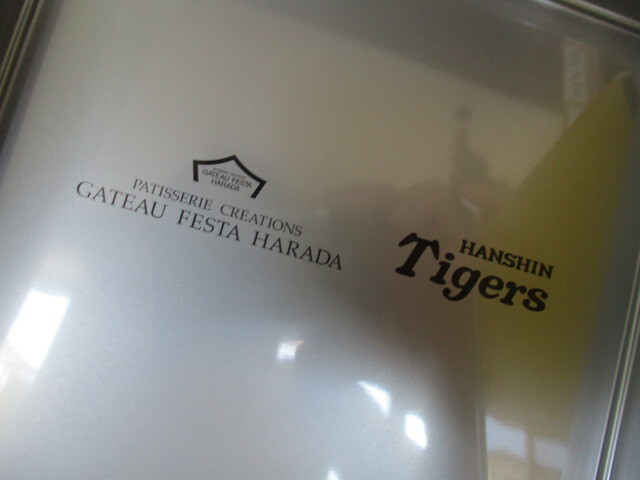 GATEAU FESTA
HARADA
PATISSERIE CREATIONS
GATEAU FESTA HARADA
HANSHIN
Tigers